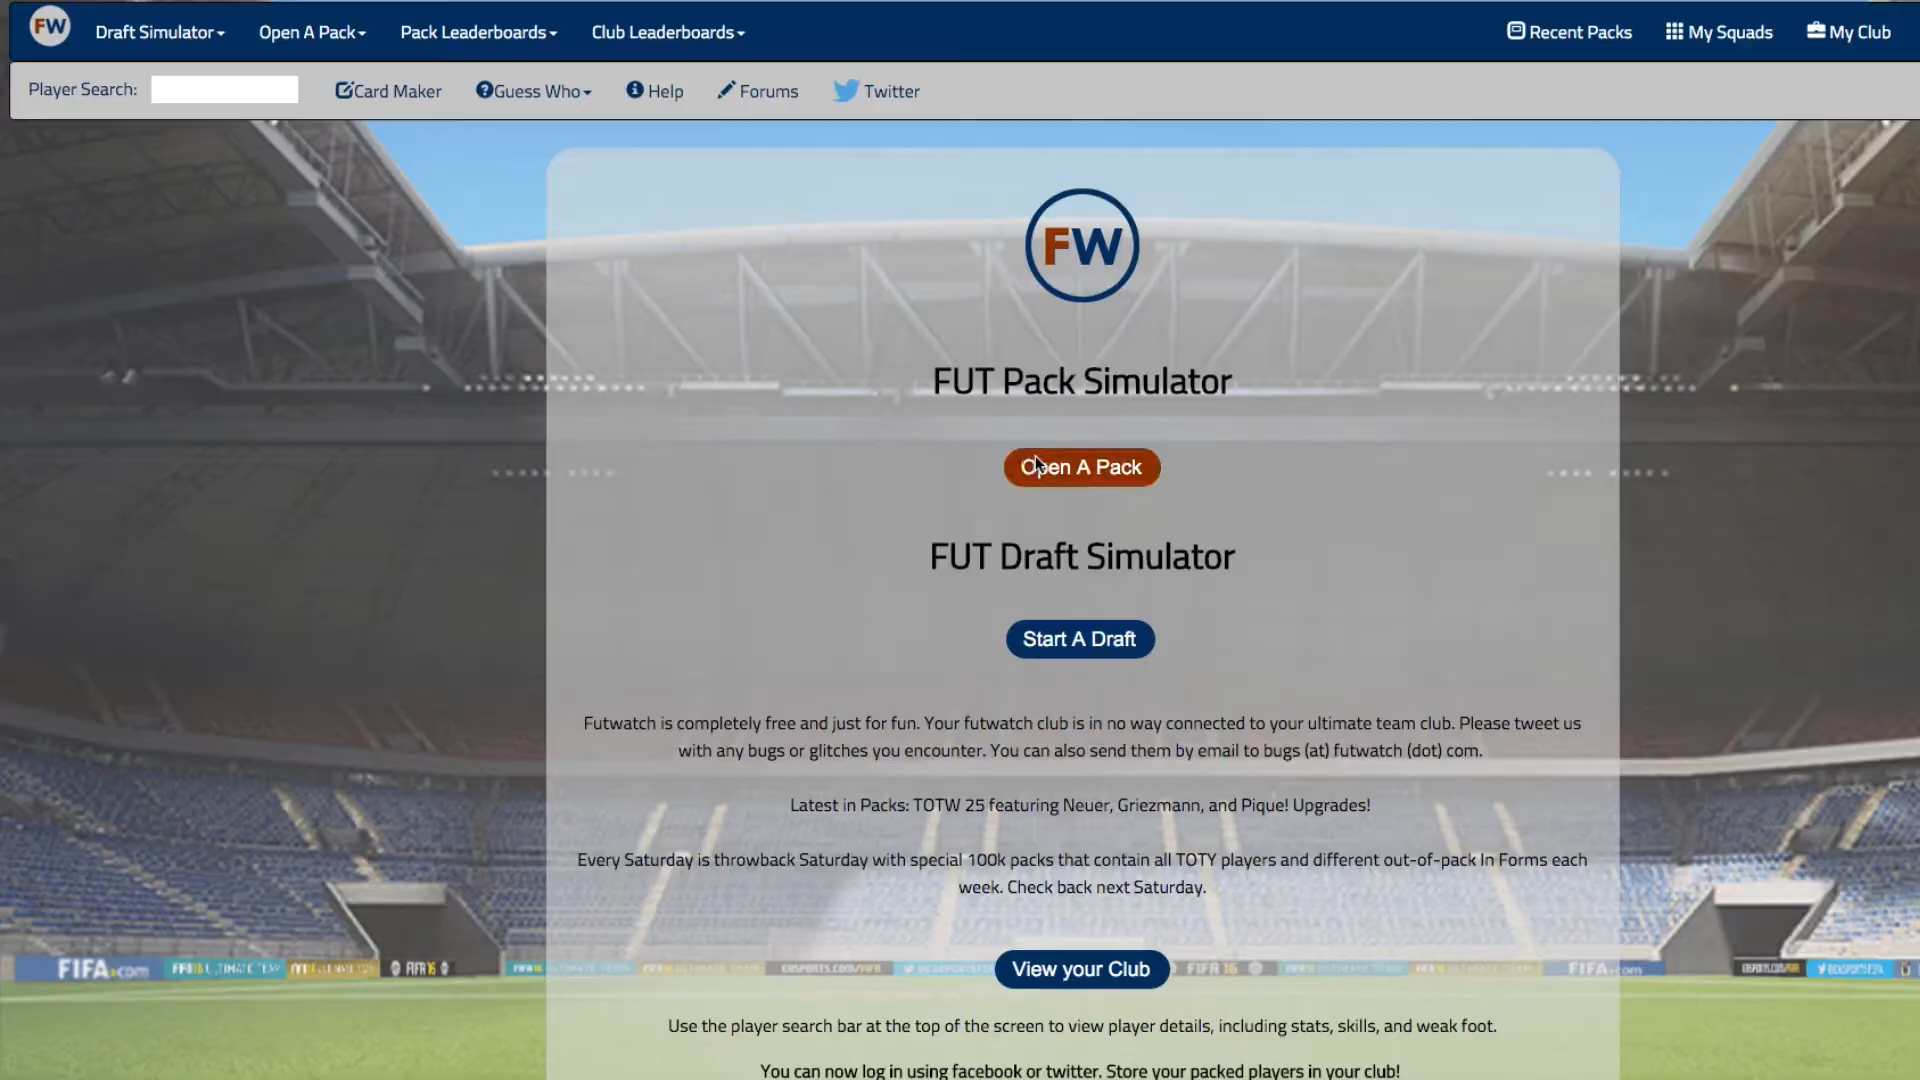 FW Draft Simulator Open A Pack Pack Leaderboards Club Leaderboards Recent Packs My Squads My Club
Player Search: Card Maker Guess Who Help Forums Twitter
FW
FUT Pack Simulator
Open A Pack
FUT Draft Simulator
Start A Draft
Futwatch is completely free and just for fun. Your futwatch club is in no way connected to your ultimate team club. Please tweet us
with any bugs or glitches you encounter. You can also send them by email to bugs (at) futwatch (dot) com.
Latest in Packs: TOTW 25 featuring Neuer, Griezmann, and Pique! Upgrades!
Every Saturday is throwback Saturday with special 100k packs that contain all TOTY players and different out-of-pack In Forms each
week. Check back next Saturday.
FIFA.com FIFA 16 FIFA 16 FIFA.com
View your Club
Use the player search bar at the top of the screen to view player details, including stats, skills, and weak foot.
You can now log in using facebook or twitter. Store your packed players in your club!